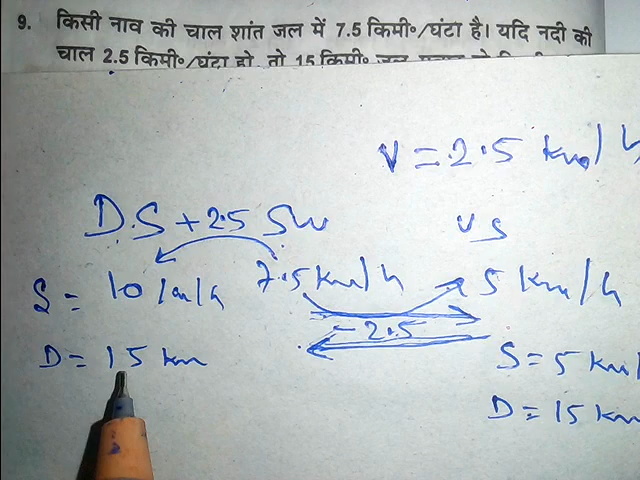 9. किसी नाव की चाल शांत जल में 7.5 किमी०/घंटा है। यदि नदी की
चाल 2.5 किमी०/घंटा हो, तो 15 किमी० जल
V = 2.5 km/h
D.S +2.5 SW US
S = 10 km/h 7.5 km/h 5 km/h
-2.5
D = 15 km S = 5 km/
D = 15 km